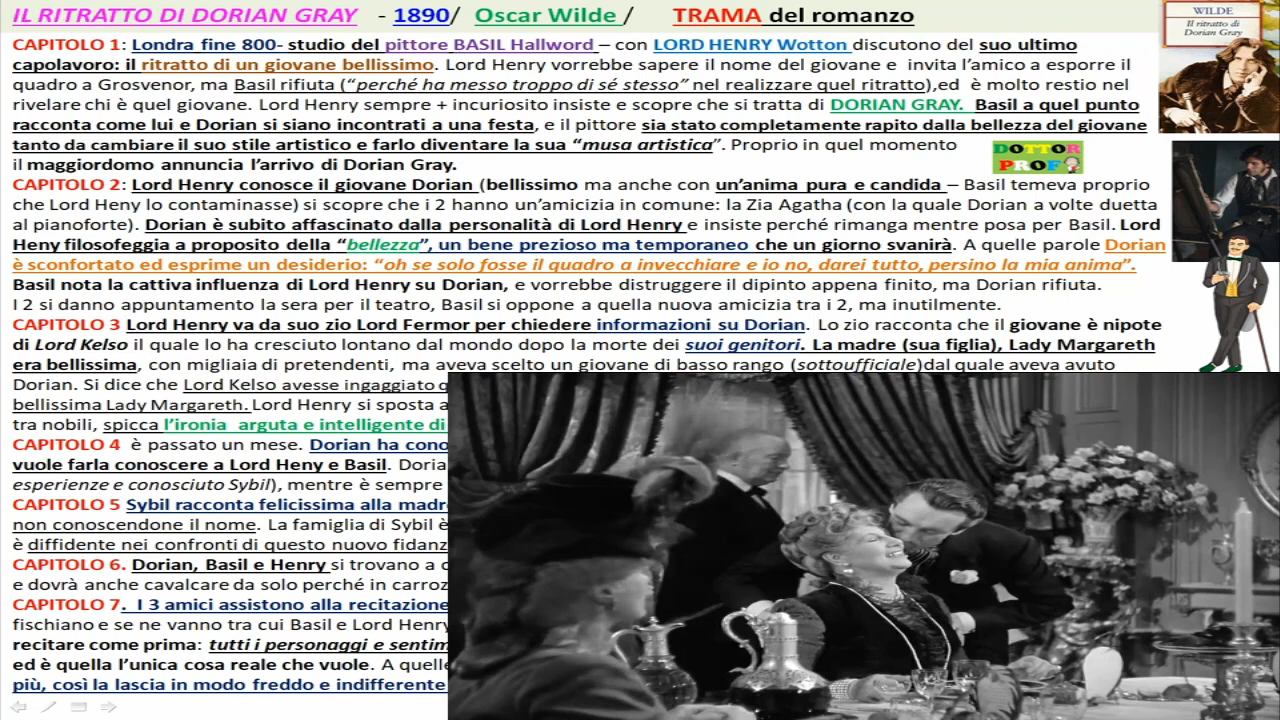 IL RITRATTO DI DORIAN GRAY - 1890/ Oscar Wilde / TRAMA del romanzo
WILDE
Il ritratto di
Dorian Gray
CAPITOLO 1: Londra fine 800- studio del pittore BASIL Hallword – con LORD HENRY Wotton discutono del suo ultimo
capolavoro: il ritratto di un giovane bellissimo. Lord Henry vorrebbe sapere il nome del giovane e invita l’amico a esporre il
quadro a Grosvenor, ma Basil rifiuta (“perché ha messo troppo di sé stesso” nel realizzare quel ritratto),ed è molto restio nel
rivelare chi è quel giovane. Lord Henry sempre + incuriosito insiste e scopre che si tratta di DORIAN GRAY. Basil a quel punto
racconta come lui e Dorian si siano incontrati a una festa, e il pittore sia stato completamente rapito dalla bellezza del giovane
tanto da cambiare il suo stile artistico e farlo diventare la sua “musa artistica”. Proprio in quel momento
il maggiordomo annuncia l’arrivo di Dorian Gray.
DOTTOR
PROF
CAPITOLO 2: Lord Henry conosce il giovane Dorian (bellissimo ma anche con un’anima pura e candida – Basil temeva proprio
che Lord Heny lo contaminasse) si scopre che i 2 hanno un’amicizia in comune: la Zia Agatha (con la quale Dorian a volte duetta
al pianoforte). Dorian è subito affascinato dalla personalità di Lord Henry e insiste perché rimanga mentre posa per Basil. Lord
Heny filosofeggia a proposito della “bellezza”, un bene prezioso ma temporaneo che un giorno svanirà. A quelle parole Dorian
è sconfortato ed esprime un desiderio: “oh se solo fosse il quadro a invecchiare e io no, darei tutto, persino la mia anima”.
Basil nota la cattiva influenza di Lord Henry su Dorian, e vorrebbe distruggere il dipinto appena finito, ma Dorian rifiuta.
I 2 si danno appuntamento la sera per il teatro, Basil si oppone a quella nuova amicizia tra i 2, ma inutilmente.
CAPITOLO 3 Lord Henry va da suo zio Lord Fermor per chiedere informazioni su Dorian. Lo zio racconta che il giovane è nipote
di Lord Kelso il quale lo ha cresciuto lontano dal mondo dopo la morte dei suoi genitori. La madre (sua figlia), Lady Margareth
era bellissima, con migliaia di pretendenti, ma aveva scelto un giovane di basso rango (sottoufficiale)dal quale aveva avuto
Dorian. Si dice che Lord Kelso avesse ingaggiato
bellissima Lady Margareth. Lord Henry si sposta a
tra nobili, spicca l’ironia arguta e intelligente di
CAPITOLO 4 è passato un mese. Dorian ha cono
vuole farla conoscere a Lord Heny e Basil. Doria
esperienze e conosciuto Sybil), mentre è sempre
CAPITOLO 5 Sybil racconta felicissima alla madr
non conoscendone il nome. La famiglia di Sybil è
è diffidente nei confronti di questo nuovo fidanz
CAPITOLO 6. Dorian, Basil e Henry si trovano a
e dovrà anche cavalcare da solo perché in carroz
CAPITOLO 7. I 3 amici assistono alla recitazione
fischiano e se ne vanno tra cui Basil e Lord Henry
recitare come prima: tutti i personaggi e sentim
ed è quella l’unica cosa reale che vuole. A quelle
più, così la lascia in modo freddo e indifferente